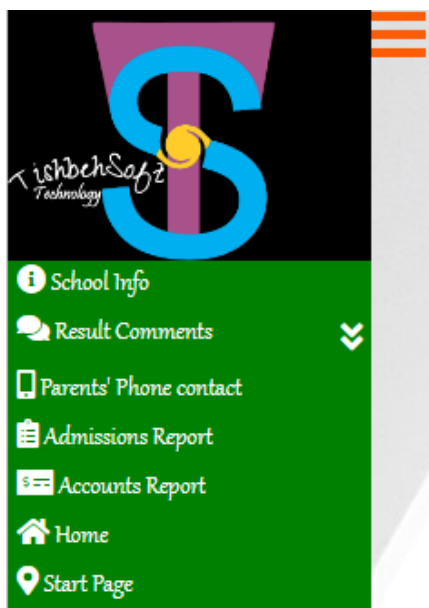 TishbehSoft
Technology
School Info
Result Comments
Parents' Phone contact
Admissions Report
Accounts Report
Home
Start Page